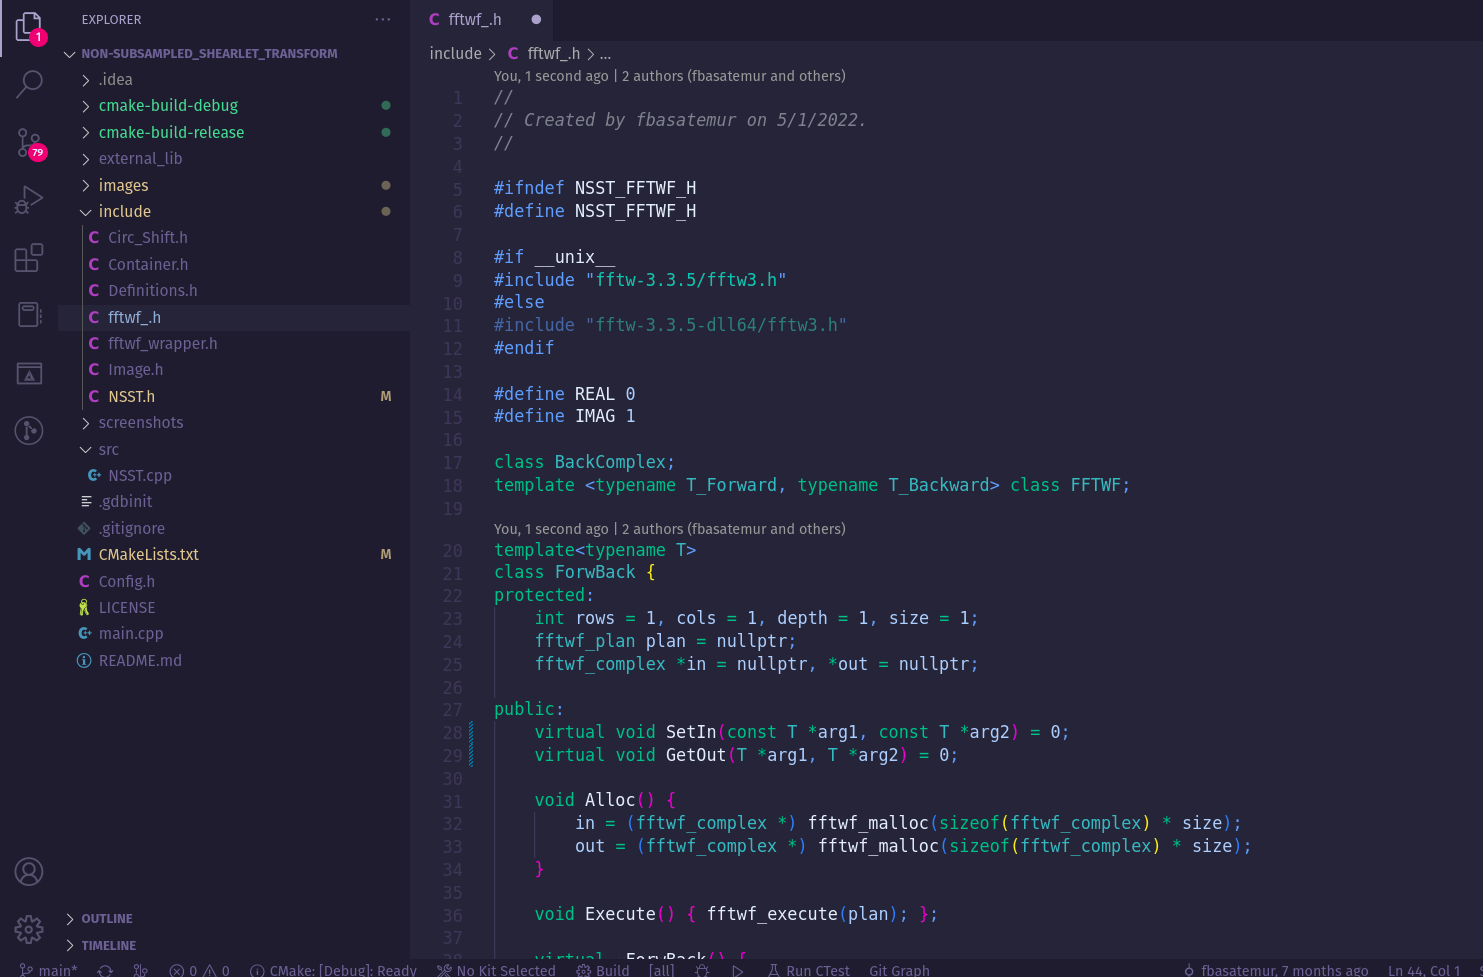 EXPLORER
1
NON-SUBSAMPLED_SHEARLET_TRANSFORM
.idea
cmake-build-debug
cmake-build-release
79
external_lib
images
include
Circ_Shift.h
Container.h
Definitions.h
fftwf_.h
fftwf_wrapper.h
Image.h
NSST.h M
screenshots
src
NSST.cpp
.gdbinit
.gitignore
CMakeLists.txt M
Config.h
LICENSE
main.cpp
README.md
OUTLINE
TIMELINE
fftwf_.h
include > fftwf_.h > ...
You, 1 second ago | 2 authors (fbasatemur and others)
1 //
2 // Created by fbasatemur on 5/1/2022.
3 //
4
5 #ifndef NSST_FFTWF_H
6 #define NSST_FFTWF_H
7
8 #if __unix__
9 #include "fftw-3.3.5/fftw3.h"
10 #else
11 #include "fftw-3.3.5-dll64/fftw3.h"
12 #endif
13
14 #define REAL 0
15 #define IMAG 1
16
17 class BackComplex;
18 template <typename T_Forward, typename T_Backward> class FFTWF;
19
You, 1 second ago | 2 authors (fbasatemur and others)
20 template<typename T>
21 class ForwBack {
22 protected:
23 int rows = 1, cols = 1, depth = 1, size = 1;
24 fftwf_plan plan = nullptr;
25 fftwf_complex *in = nullptr, *out = nullptr;
26
27 public:
28 virtual void SetIn(const T *arg1, const T *arg2) = 0;
29 virtual void GetOut(T *arg1, T *arg2) = 0;
30
31 void Alloc() {
32 in = (fftwf_complex *) fftwf_malloc(sizeof(fftwf_complex) * size);
33 out = (fftwf_complex *) fftwf_malloc(sizeof(fftwf_complex) * size);
34 }
35
36 void Execute() { fftwf_execute(plan); };
37
main* 0 0 CMake: [Debug]: Ready No Kit Selected Build [all] Run CTest Git Graph fbasatemur, 7 months ago Ln 44, Col 1